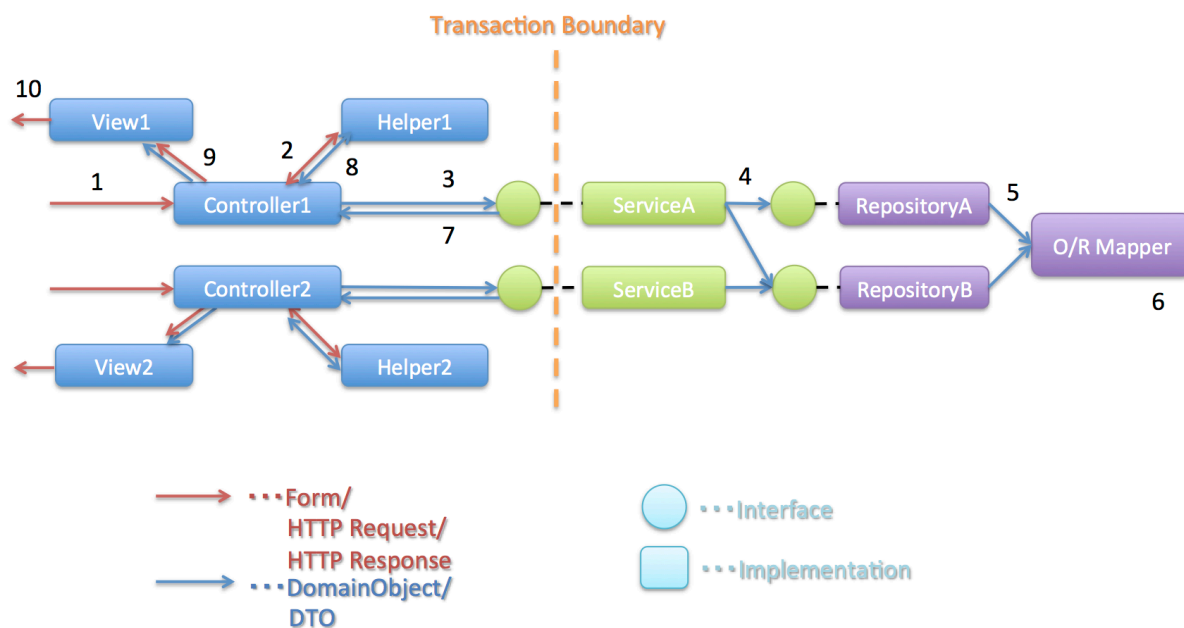 Transaction Boundary
10
View1
Helper1
9
2
8
1
3
4
5
Controller1
ServiceA
RepositoryA
7
O/R Mapper
Controller2
ServiceB
RepositoryB
6
View2
Helper2
···Form/
HTTP Request/
HTTP Response
···DomainObject/
DTO
···Interface
···Implementation